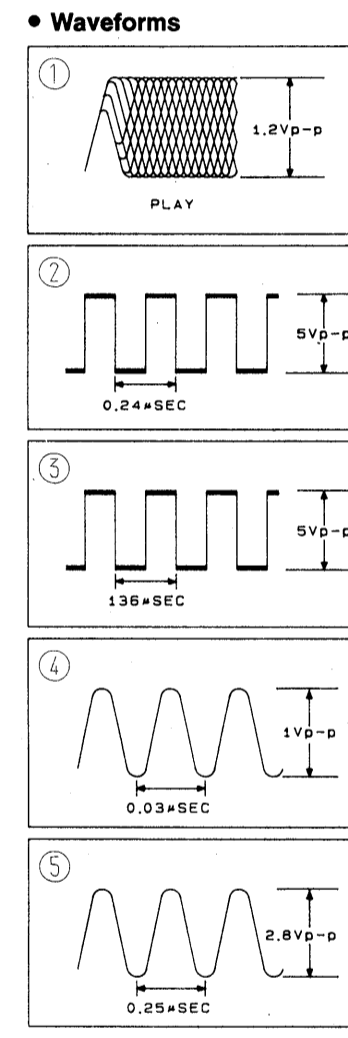 • Waveforms
①
1.2Vp-p
PLAY
②
5Vp-p
0.24µSEC
③
5Vp-p
136µSEC
④
1Vp-p
0.03µSEC
⑤
2.8Vp-p
0.25µSEC